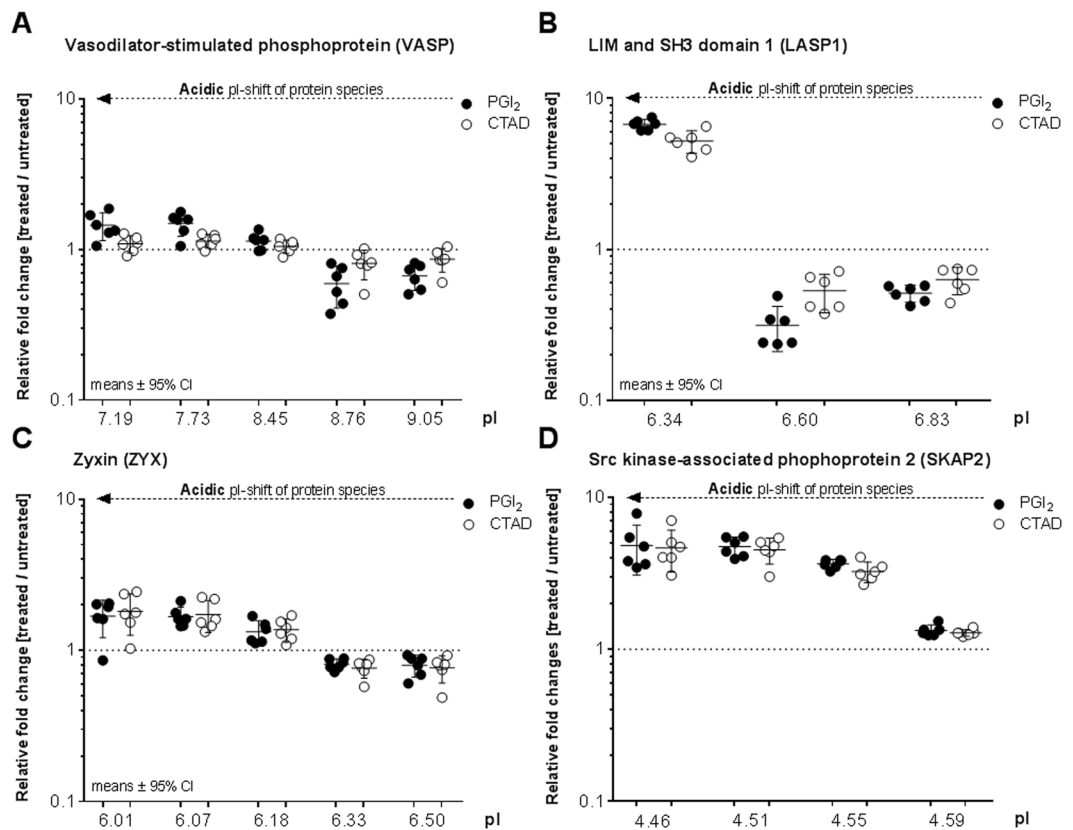 A
Vasodilator-stimulated phosphoprotein (VASP)
Relative fold change [treated / untreated]
10
1
0.1
Acidic pI-shift of protein species
PGI₂
CTAD
means ± 95% CI
7.19 7.73 8.45 8.76 9.05 pI
B
LIM and SH3 domain 1 (LASP1)
Relative fold change [treated / untreated]
10
1
0.1
Acidic pI-shift of protein species
PGI₂
CTAD
means ± 95% CI
6.34 6.60 6.83 pI
C
Zyxin (ZYX)
Relative fold change [treated / untreated]
10
1
0.1
Acidic pI-shift of protein species
PGI₂
CTAD
means ± 95% CI
6.01 6.07 6.18 6.33 6.50 pI
D
Src kinase-associated phophoprotein 2 (SKAP2)
Relative fold changes [treated / untreated]
10
1
0.1
Acidic pI-shift of protein species
PGI₂
CTAD
4.46 4.51 4.55 4.59 pI